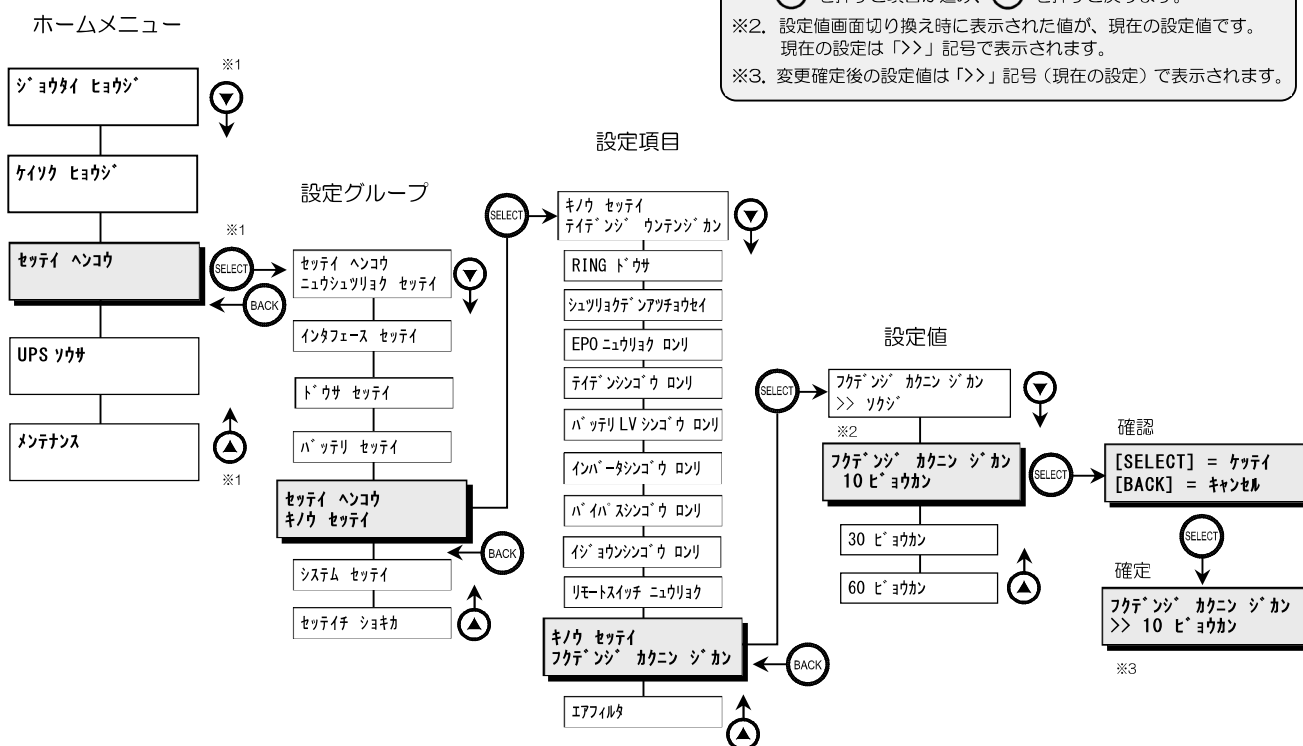 を押すと項目が進み、 を押すと戻ります。
※2. 設定値画面切り換え時に表示された値が、現在の設定値です。
現在の設定は「>>」記号で表示されます。
※3. 変更確定後の設定値は「>>」記号（現在の設定）で表示されます。
ホームメニュー
※1
ｼﾞｮｳﾀｲ ﾋｮｳｼﾞ
▼
ｹｲｿｸ ﾋｮｳｼﾞ
ｾｯﾃｲ ﾍﾝｺｳ
※1
SELECT
BACK
UPS ｿｳｻ
ﾒﾝﾃﾅﾝｽ
▲
※1
設定グループ
ｾｯﾃｲ ﾍﾝｺｳ
ﾆｭｳｼｭﾂﾘｮｸ ｾｯﾃｲ
▼
ｲﾝﾀﾌｪｰｽ ｾｯﾃｲ
ﾄﾞｳｻ ｾｯﾃｲ
ﾊﾞｯﾃﾘ ｾｯﾃｲ
ｾｯﾃｲ ﾍﾝｺｳ
ｷﾉｳ ｾｯﾃｲ
BACK
ｼｽﾃﾑ ｾｯﾃｲ
ｾｯﾃｲﾁ ｼｮｷｶ
▲
設定項目
SELECT
ｷﾉｳ ｾｯﾃｲ
ﾃｲﾃﾞﾝｼﾞ ｳﾝﾃﾝｼﾞｶﾝ
▼
RING ﾄﾞｳｻ
ｼｭﾂﾘｮｸﾃﾞﾝｱﾂﾁｮｳｾｲ
EPO ﾆｭｳﾘｮｸ ﾛﾝﾘ
ﾃｲﾃﾞﾝｼﾝｺﾞｳ ﾛﾝﾘ
ﾊﾞｯﾃﾘ LV ｼﾝｺﾞｳ ﾛﾝﾘ
ｲﾝﾊﾞｰﾀｼﾝｺﾞｳ ﾛﾝﾘ
ﾊﾞｲﾊﾟｽｼﾝｺﾞｳ ﾛﾝﾘ
ｲｼﾞｮｳﾝｼﾝｺﾞｳ ﾛﾝﾘ
ﾘﾓｰﾄｽｲｯﾁ ﾆｭｳﾘｮｸ
ｷﾉｳ ｾｯﾃｲ
ﾌｸﾃﾞﾝｼﾞ ｶｸﾆﾝ ｼﾞｶﾝ
BACK
ｴｱﾌｨﾙﾀ
▲
設定値
SELECT
ﾌｸﾃﾞﾝｼﾞ ｶｸﾆﾝ ｼﾞｶﾝ
>> ｿｸｼﾞ
▼
※2
ﾌｸﾃﾞﾝｼﾞ ｶｸﾆﾝ ｼﾞｶﾝ
10 ﾋﾞｮｳｶﾝ
SELECT
30 ﾋﾞｮｳｶﾝ
60 ﾋﾞｮｳｶﾝ
▲
確認
[SELECT] = ｹｯﾃｲ
[BACK] = ｷｬﾝｾﾙ
SELECT
確定
ﾌｸﾃﾞﾝｼﾞ ｶｸﾆﾝ ｼﾞｶﾝ
>> 10 ﾋﾞｮｳｶﾝ
※3